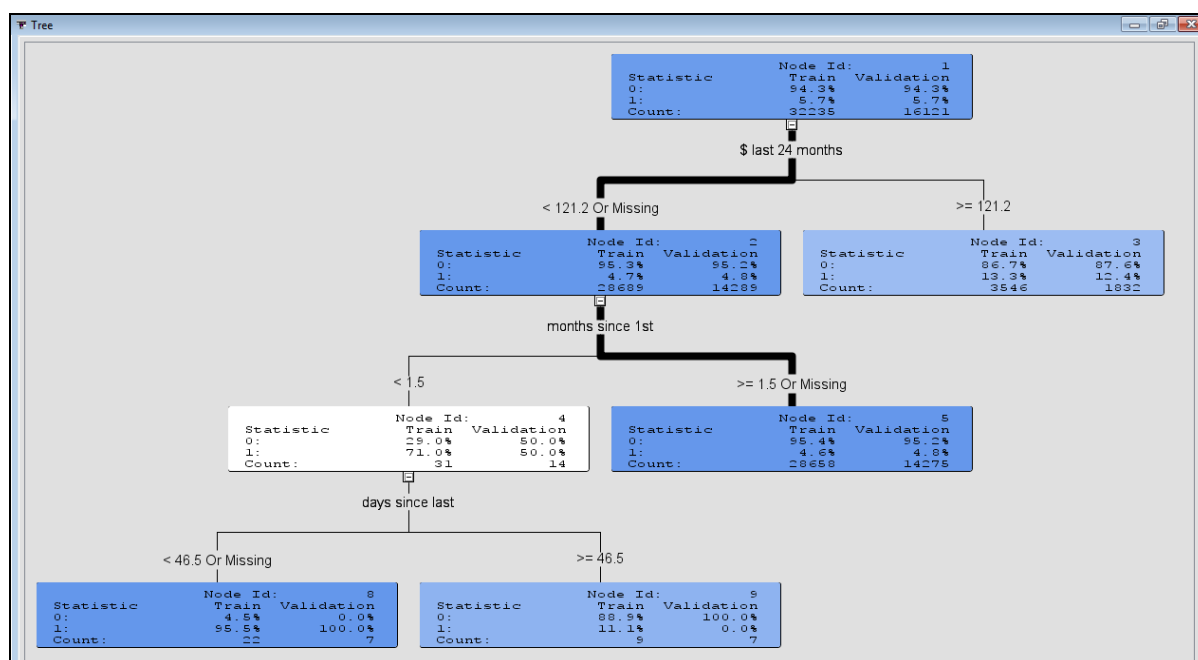 Tree
Node Id: 1
Statistic Train Validation
0: 94.3% 94.3%
1: 5.7% 5.7%
Count: 32235 16121
$ last 24 months
< 121.2 Or Missing
>= 121.2
Node Id: 2
Statistic Train Validation
0: 95.3% 95.2%
1: 4.7% 4.8%
Count: 28689 14289
Node Id: 3
Statistic Train Validation
0: 86.7% 87.6%
1: 13.3% 12.4%
Count: 3546 1832
months since 1st
< 1.5
>= 1.5 Or Missing
Node Id: 4
Statistic Train Validation
0: 29.0% 50.0%
1: 71.0% 50.0%
Count: 31 14
Node Id: 5
Statistic Train Validation
0: 95.4% 95.2%
1: 4.6% 4.8%
Count: 28658 14275
days since last
< 46.5 Or Missing
>= 46.5
Node Id: 8
Statistic Train Validation
0: 4.5% 0.0%
1: 95.5% 100.0%
Count: 22 7
Node Id: 9
Statistic Train Validation
0: 88.9% 100.0%
1: 11.1% 0.0%
Count: 9 7